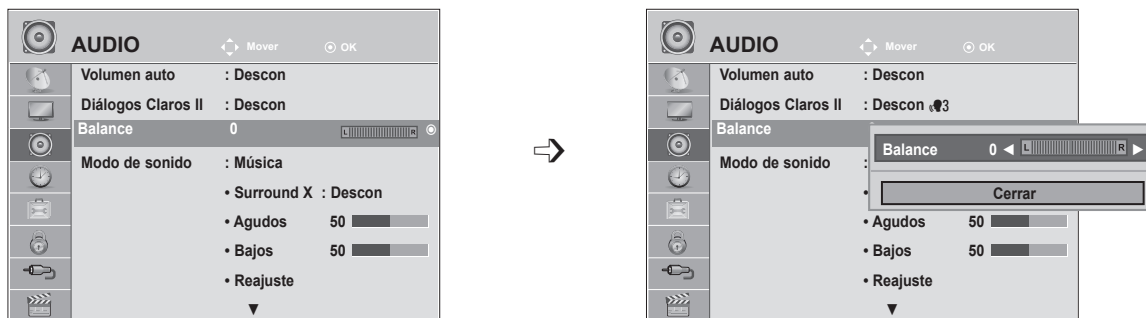 AUDIO Mover OK
Volumen auto : Descon
Diálogos Claros II : Descon
Balance 0 L R
Modo de sonido : Música
• Surround X : Descon
• Agudos 50
• Bajos 50
• Reajuste
▼
AUDIO Mover OK
Volumen auto : Descon
Diálogos Claros II : Descon 3
Balance
Modo de sonido :
•
• Agudos 50
• Bajos 50
• Reajuste
▼
Balance 0 ◀ L R ▶
Cerrar